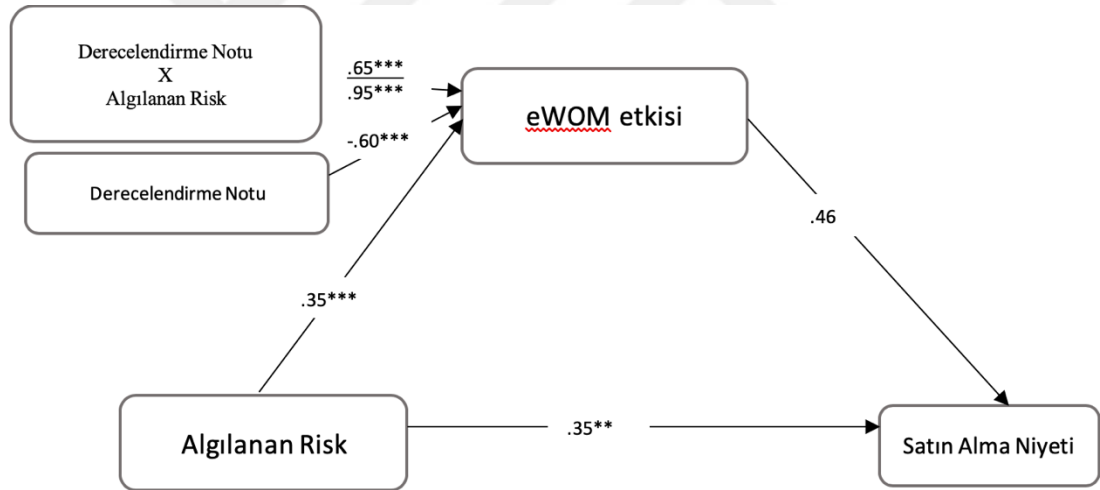 Derecelendirme Notu
X
Algılanan Risk
.65***
.95***
-.60***
eWOM etkisi
Derecelendirme Notu
.46
.35***
Algılanan Risk
.35**
Satın Alma Niyeti